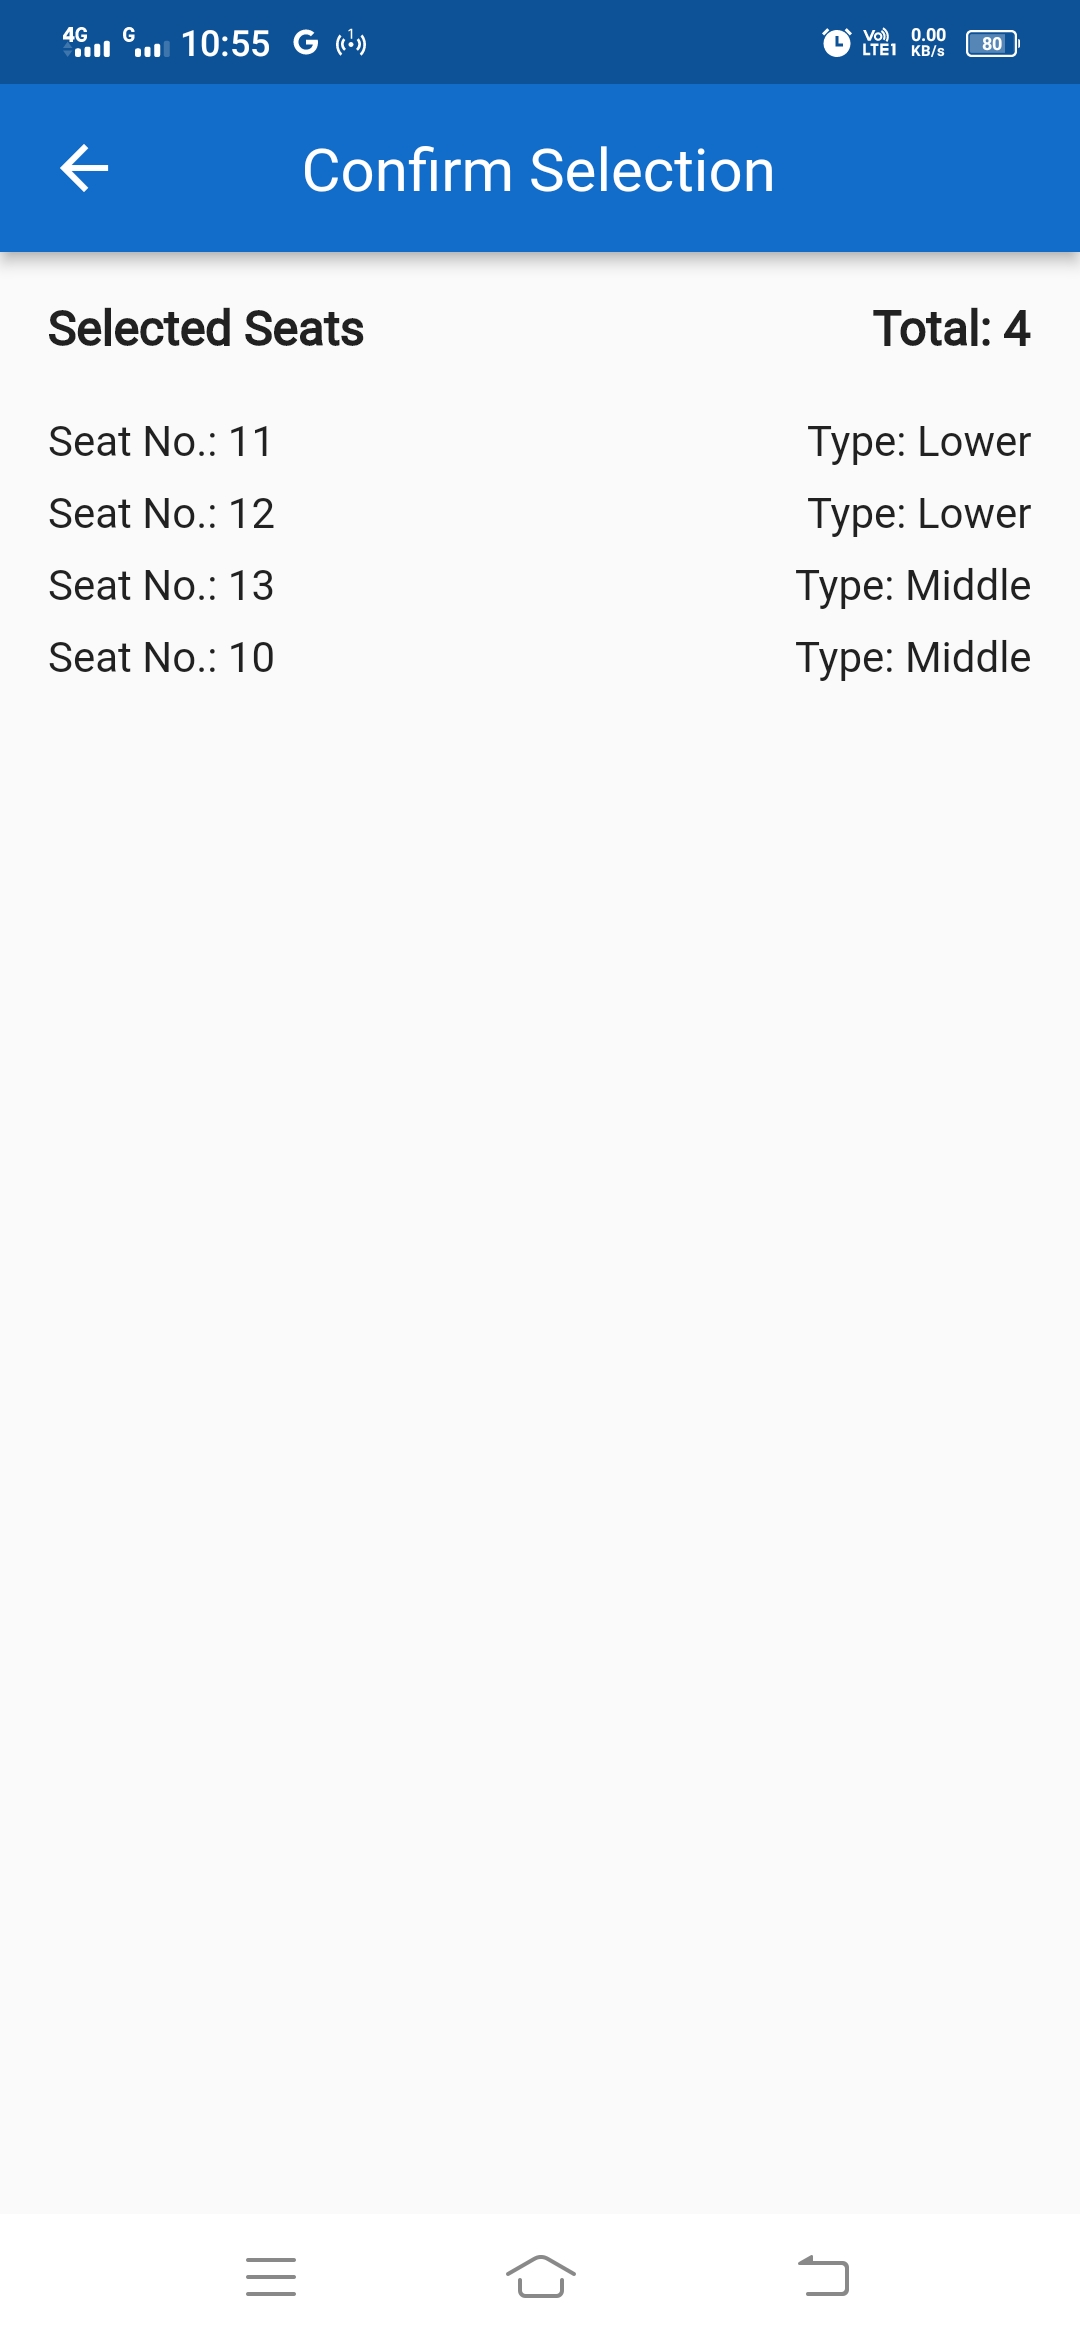 4G G 10:55 G 1 Vo) LTE1 0.00 KB/s 80
Confirm Selection
Selected Seats Total: 4
Seat No.: 11 Type: Lower
Seat No.: 12 Type: Lower
Seat No.: 13 Type: Middle
Seat No.: 10 Type: Middle